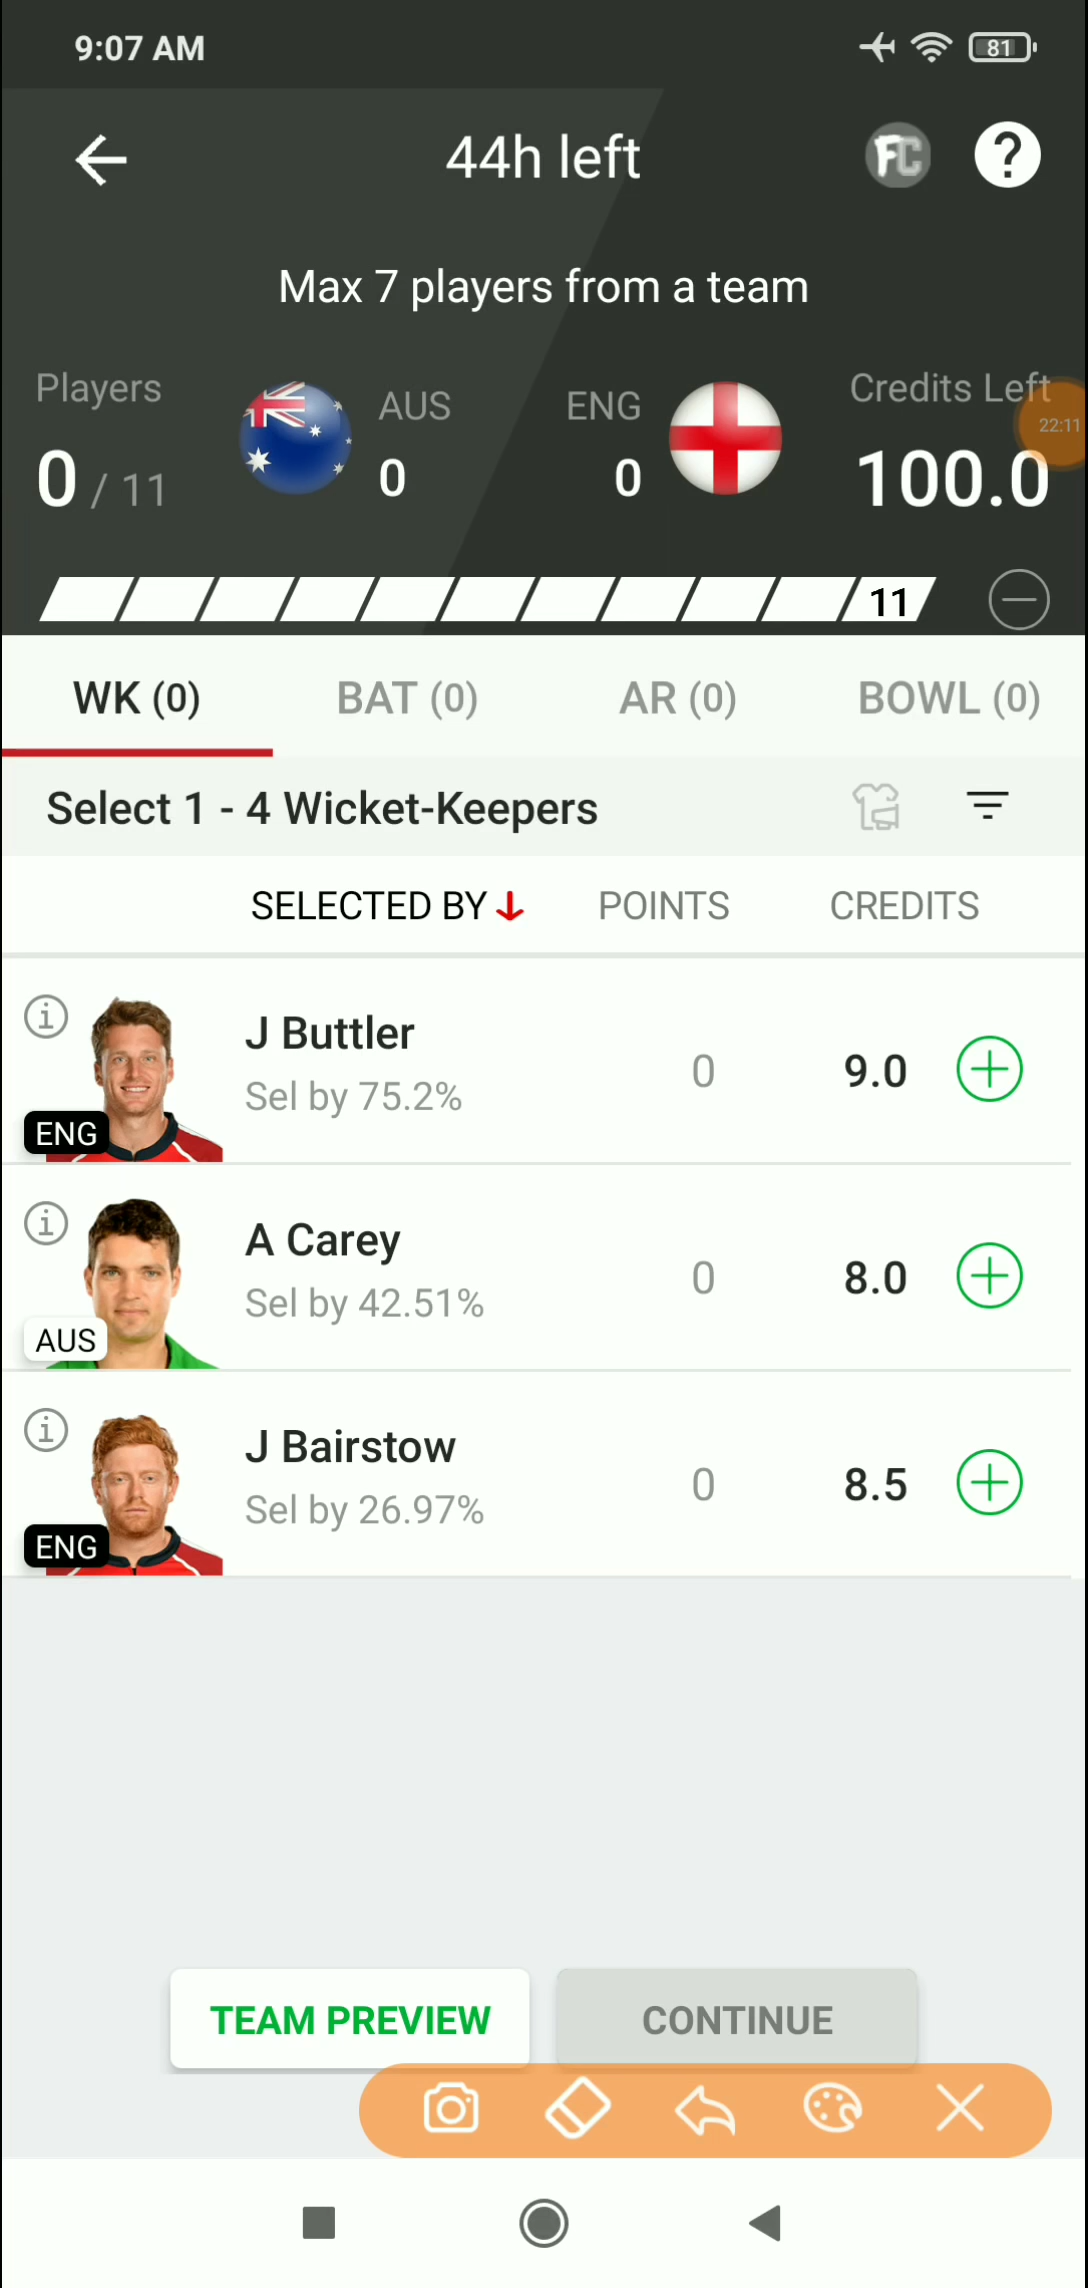 9:07 AM
81
44h left
FC
?
Max 7 players from a team
Players
AUS
ENG
Credits Left
22:11
0 / 11
0
0
100.0
11
WK (0)
BAT (0)
AR (0)
BOWL (0)
Select 1 - 4 Wicket-Keepers
SELECTED BY
POINTS
CREDITS
J Buttler
Sel by 75.2%
0
9.0
ENG
A Carey
Sel by 42.51%
0
8.0
AUS
J Bairstow
Sel by 26.97%
0
8.5
ENG
TEAM PREVIEW
CONTINUE